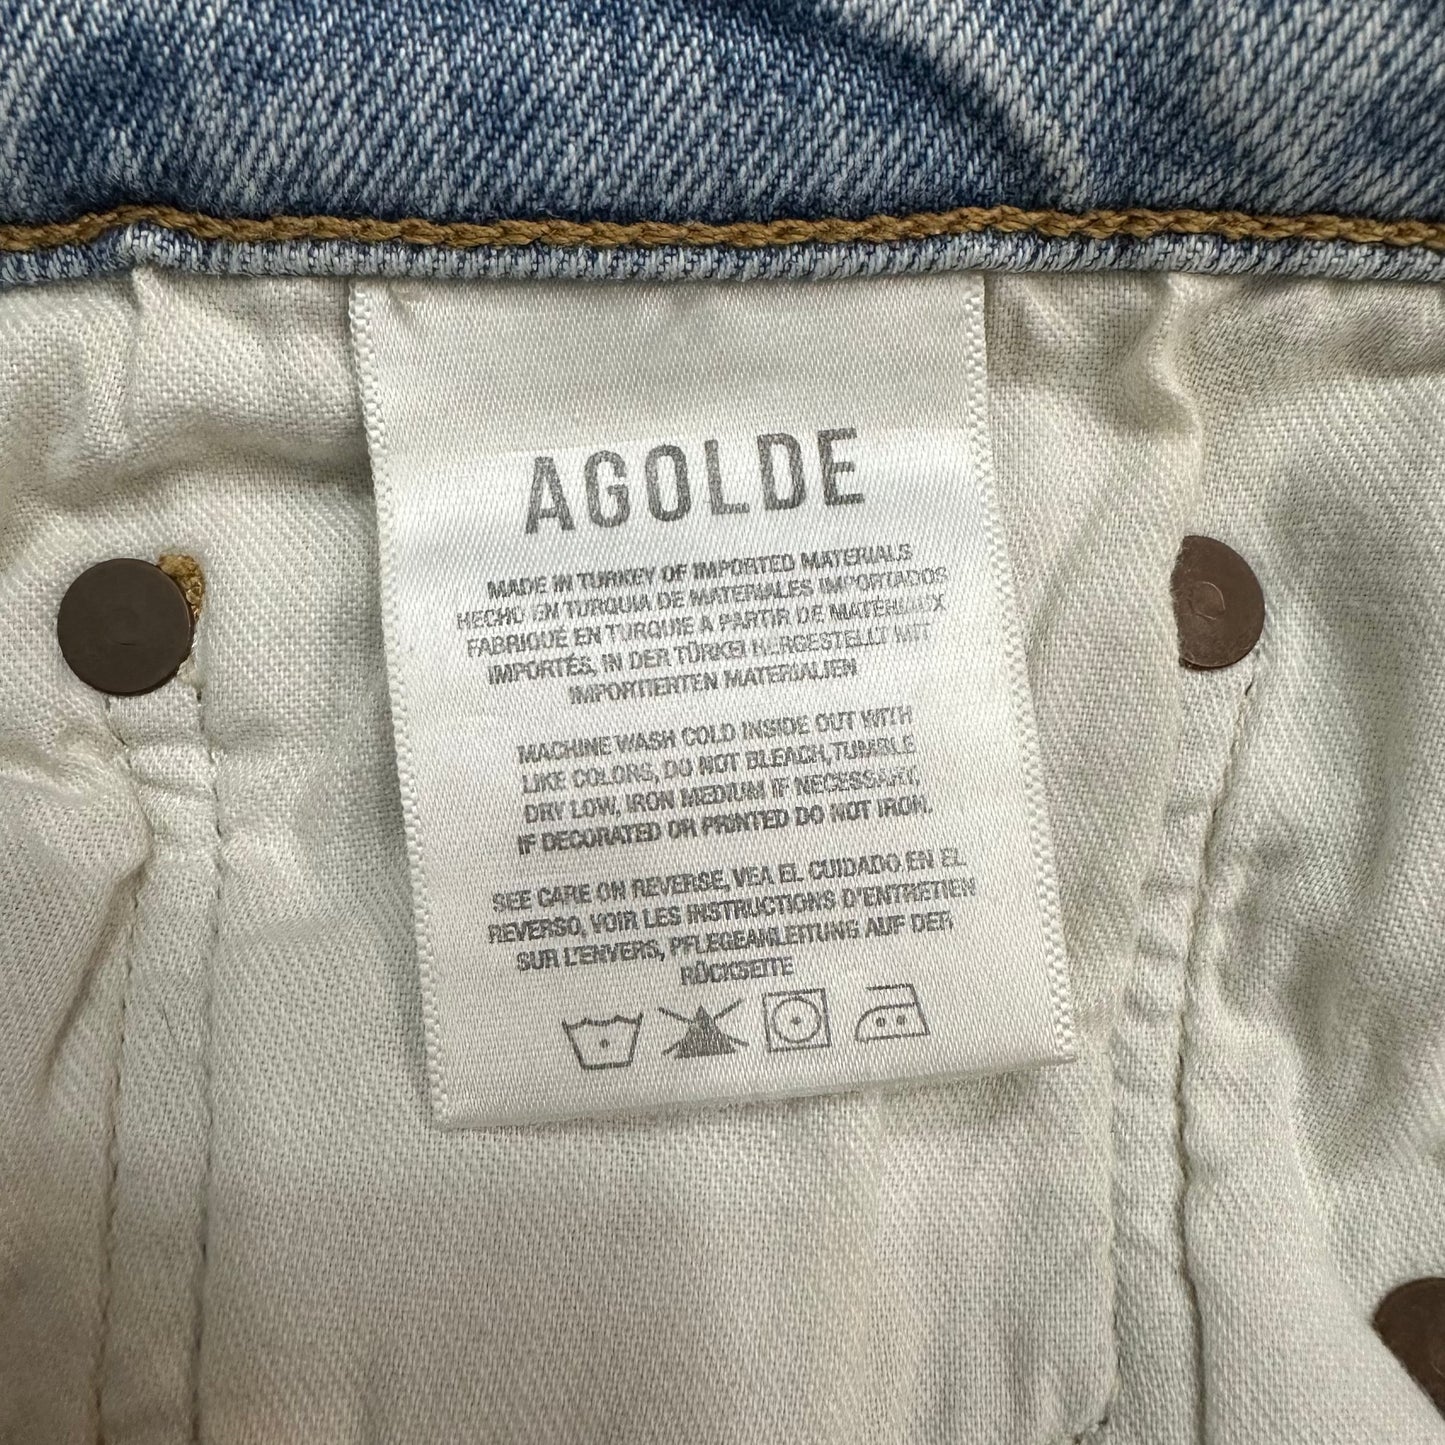 AGOLDE
MADE IN TURKEY OF IMPORTED MATERIALS
HECHO EN TURQUIA DE MATERIALES IMPORTADOS
FABRIQUÉ EN TURQUIE A PARTIR DE MATÉRIAUX
IMPORTÉS, IN DER TÜRKEI HERGESTELLT MIT
IMPORTIERTEN MATERIALIEN
MACHINE WASH COLD INSIDE OUT WITH
LIKE COLORS, DO NOT BLEACH, TUMBLE
DRY LOW, IRON MEDIUM IF NECESSARY,
IF DECORATED OR PRINTED DO NOT IRON.
SEE CARE ON REVERSE, VEA EL CUIDADO EN EL
REVERSO, VOIR LES INSTRUCTIONS D'ENTRETIEN
SUR L'ENVERS, PFLEGEANLEITUNG AUF DER
RÜCKSEITE